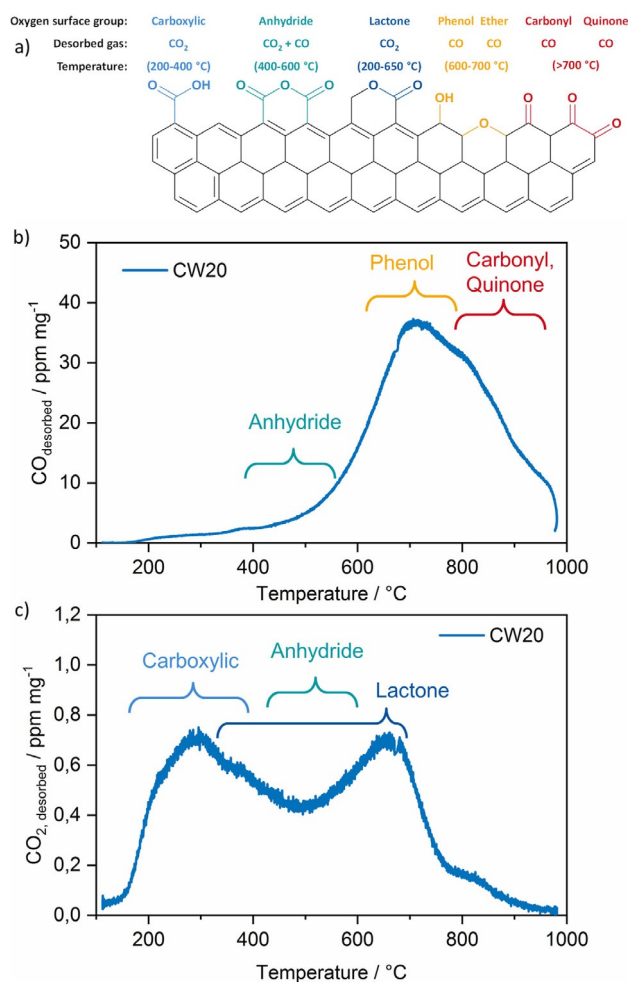 Oxygen surface group: Carboxylic Anhydride Lactone Phenol Ether Carbonyl Quinone
a) Desorbed gas: CO₂ CO₂ + CO CO₂ CO CO CO CO
Temperature: (200-400 °C) (400-600 °C) (200-650 °C) (600-700 °C) (>700 °C)
O OH O O O O O OH O O O O
b)
50
40
30
20
10
0
CO desorbed / ppm mg⁻¹
CW20
Phenol
Carbonyl,
Quinone
Anhydride
200 400 600 800 1000
Temperature / °C
c)
1,2
1,0
0,8
0,6
0,4
0,2
0,0
CO₂, desorbed / ppm mg⁻¹
CW20
Carboxylic
Anhydride
Lactone
200 400 600 800 1000
Temperature / °C